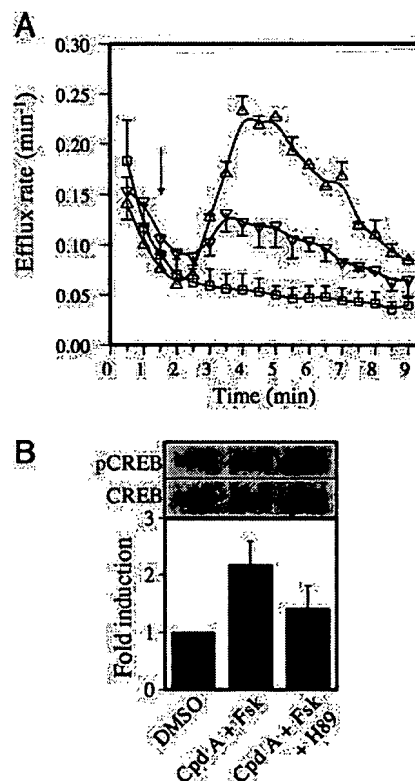 A
0.30
0.25
0.20
0.15
0.10
0.05
0.00
Efflux rate (min-1)
0 1 2 3 4 5 6 7 8 9
Time (min)
B
pCREB
CREB
3
2
1
0
Fold induction
DMSO
Cpd A + Fsk
Cpd A + Fsk
+ H89